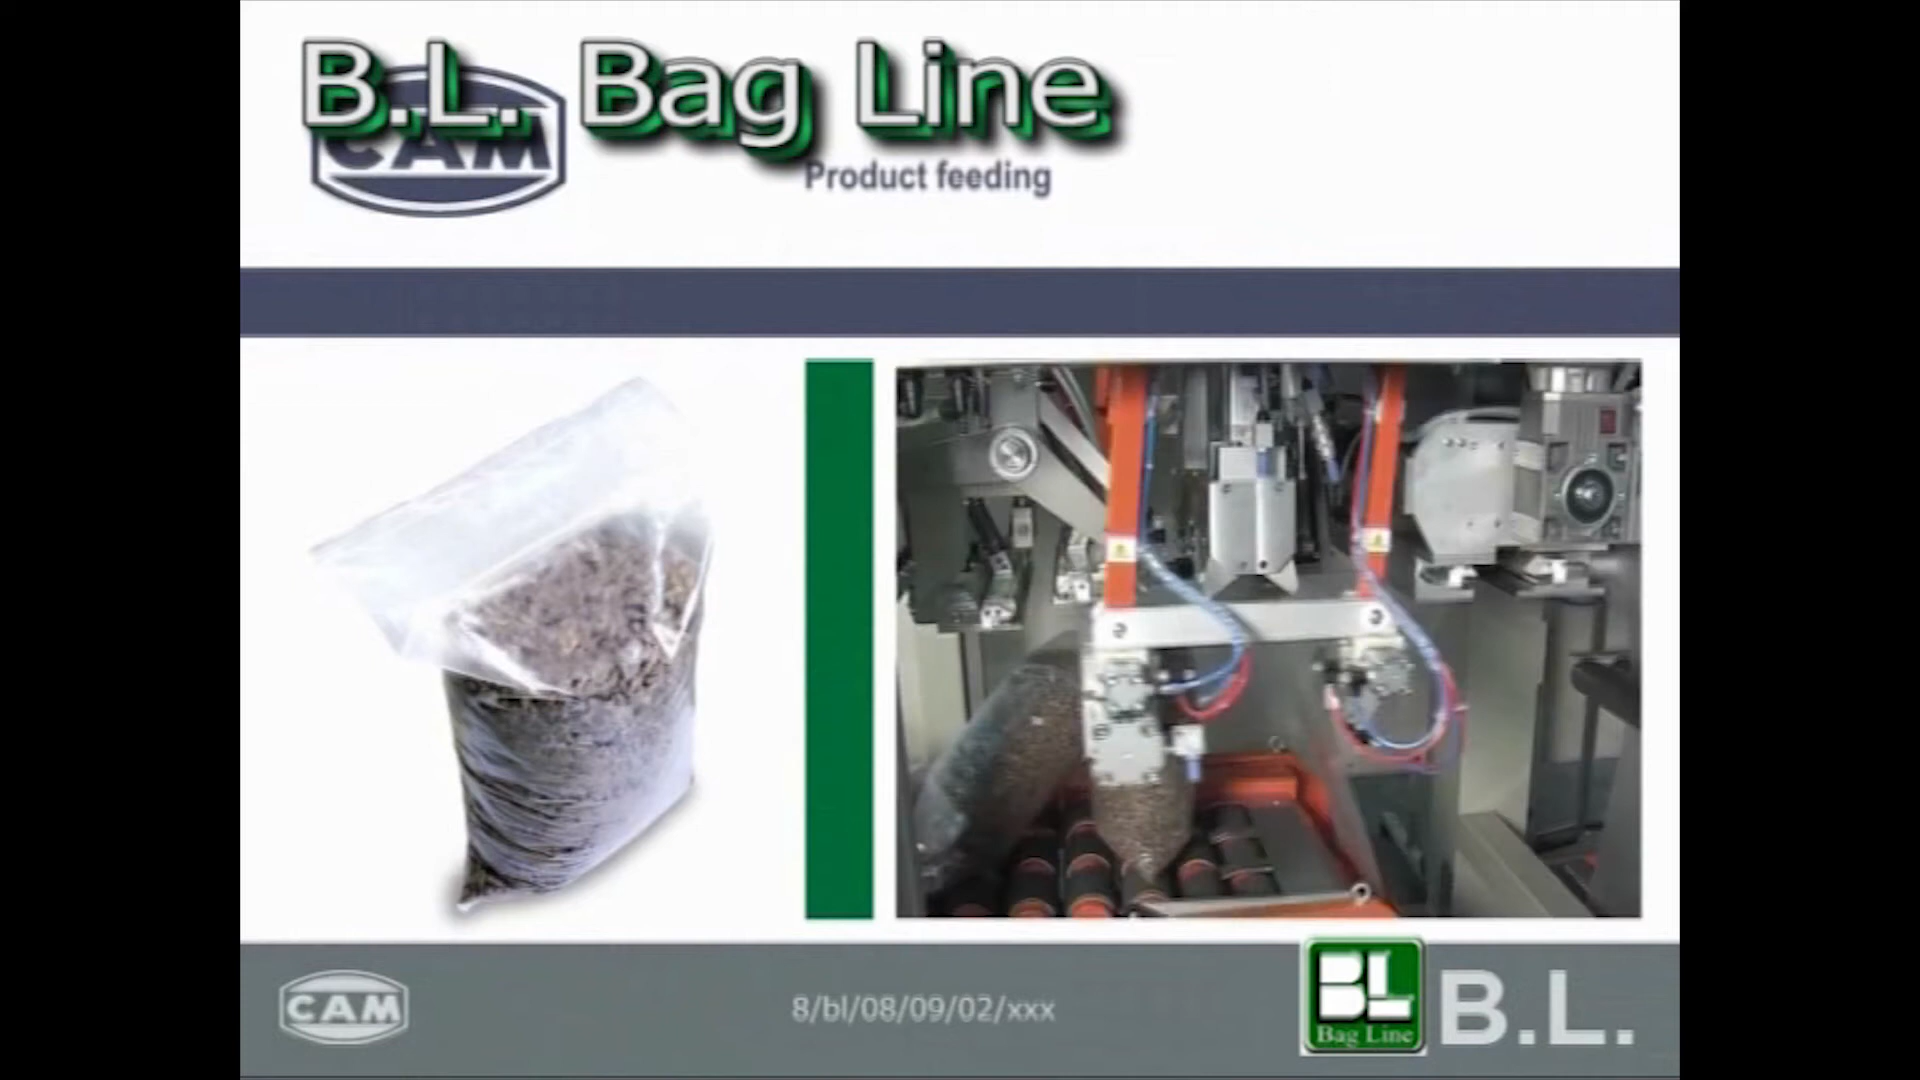 B.L. Bag Line
CAM
Product feeding
CAM
8/bl/08/09/02/xxx
BL
Bag Line
B.L.